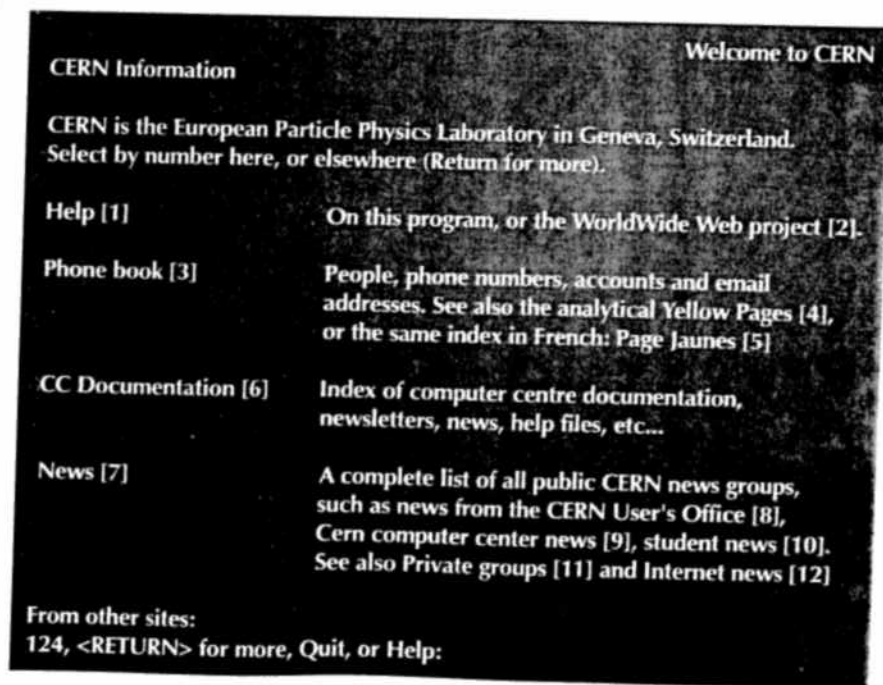 Welcome to CERN
CERN Information
CERN is the European Particle Physics Laboratory in Geneva, Switzerland.
Select by number here, or elsewhere (Return for more).
Help [1] On this program, or the WorldWide Web project [2].
Phone book [3] People, phone numbers, accounts and email
addresses. See also the analytical Yellow Pages [4],
or the same index in French: Page Jaunes [5]
CC Documentation [6] Index of computer centre documentation,
newsletters, news, help files, etc...
News [7] A complete list of all public CERN news groups,
such as news from the CERN User's Office [8],
Cern computer center news [9], student news [10].
See also Private groups [11] and Internet news [12]
From other sites:
124, <RETURN> for more, Quit, or Help: